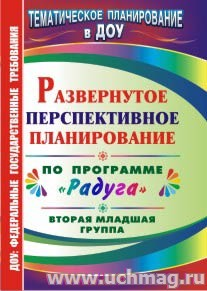 ТЕМАТИЧЕСКОЕ ПЛАНИРОВАНИЕ
В ДОУ
ДОУ: ФЕДЕРАЛЬНЫЕ ГОСУДАРСТВЕННЫЕ ТРЕБОВАНИЯ
РАЗВЕРНУТОЕ
ПЕРСПЕКТИВНОЕ
ПЛАНИРОВАНИЕ
ПО ПРОГРАММЕ
«Радуга»
ВТОРАЯ МЛАДШАЯ
ГРУППА
www.uchmag.ru